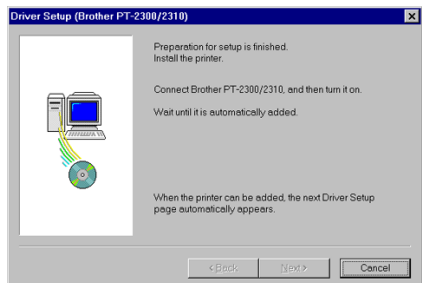 Driver Setup (Brother PT-2300/2310)
Preparation for setup is finished.
Install the printer.
Connect Brother PT-2300/2310, and then turn it on.
Wait until it is automatically added.
When the printer can be added, the next Driver Setup
page automatically appears.
< Back Next > Cancel